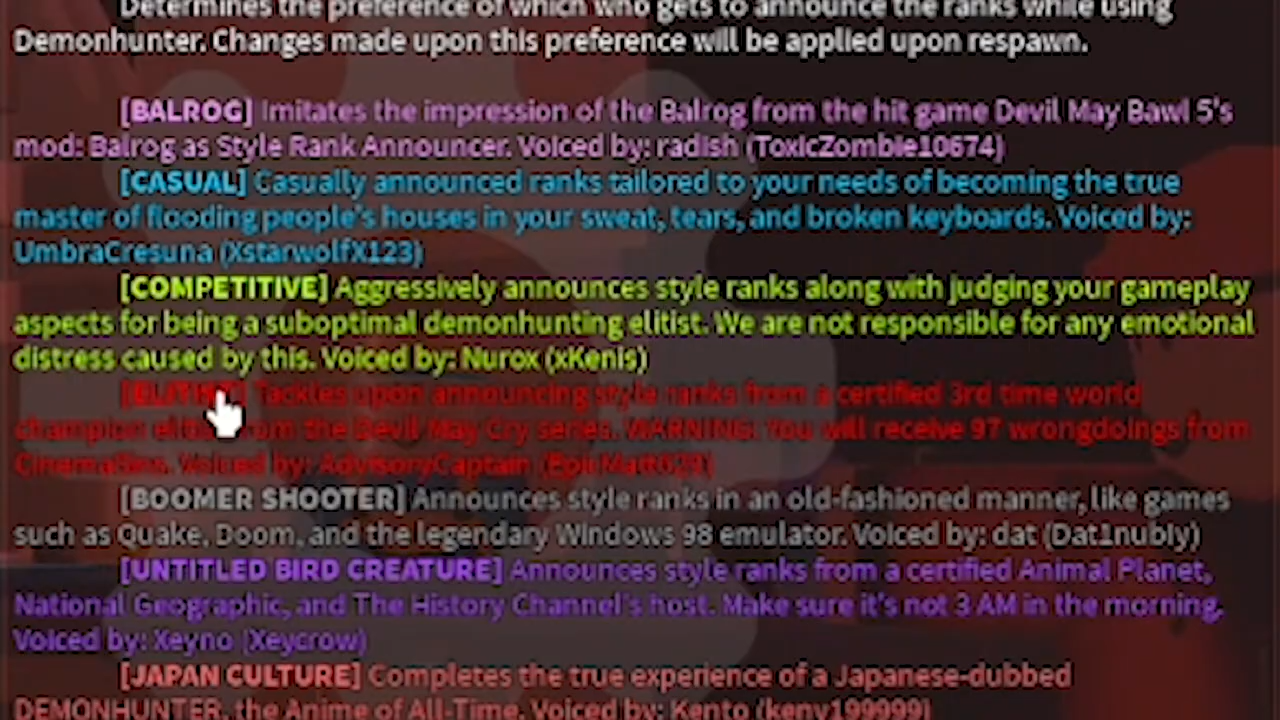 Determines the preference of which who gets to announce the ranks while using
Demonhunter. Changes made upon this preference will be applied upon respawn.
[BALROG] Imitates the impression of the Balrog from the hit game Devil May Bawl 5's
mod: Balrog as Style Rank Announcer. Voiced by: radish (ToxicZombie10674)
[CASUAL] Casually announced ranks tailored to your needs of becoming the true
master of flooding people's houses in your sweat, tears, and broken keyboards. Voiced by:
UmbraCresuna (XstarwolfX123)
[COMPETITIVE] Aggressively announces style ranks along with judging your gameplay
aspects for being a suboptimal demonhunting elitist. We are not responsible for any emotional
distress caused by this. Voiced by: Nurox (xKenis)
Tackles upon announcing style ranks from a certified 3rd time world
champion from the Devil May Cry series. WARNING: You will receive 97 wrongdoings from
CinemaSins. Voiced by: AdvisoryCaptain
[BOOMER SHOOTER] Announces style ranks in an old-fashioned manner, like games
such as Quake, Doom, and the legendary Windows 98 emulator. Voiced by: dat (Dat1nubly)
[UNTITLED BIRD CREATURE] Announces style ranks from a certified Animal Planet,
National Geographic, and The History Channel's host. Make sure it's not 3 AM in the morning.
Voiced by: Xeyno (Xeycrow)
[JAPAN CULTURE] Completes the true experience of a Japanese-dubbed
DEMONHUNTER, the Anime of All-Time. Voiced by: Kento (keny199999)